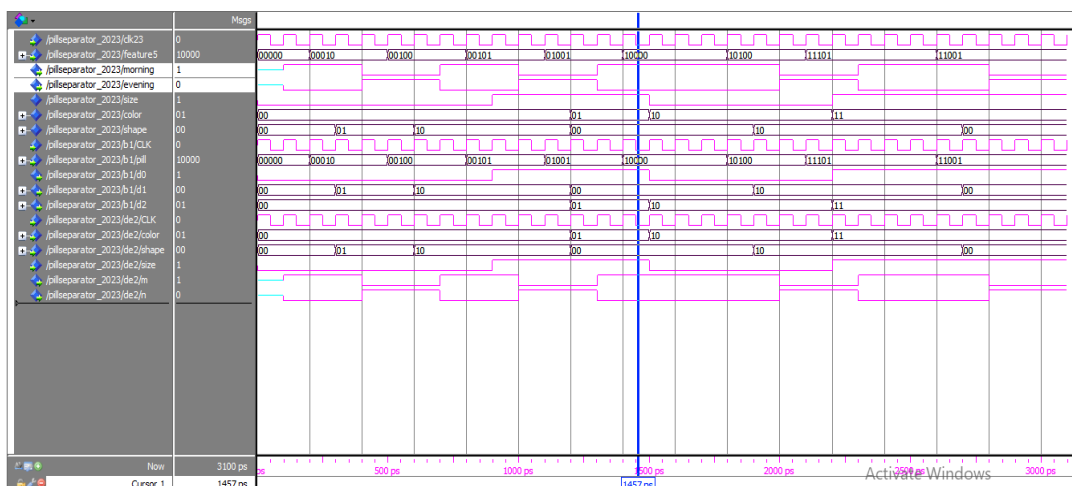 Msgs
/pillseparator_2023/clk23 0
/pillseparator_2023/feature5 10000 00000 00010 00100 00101 01001 10000 10100 11101 11001
/pillseparator_2023/morning 1
/pillseparator_2023/evening 0
/pillseparator_2023/size 1
/pillseparator_2023/color 01 00 01 10 11
/pillseparator_2023/shape 00 00 01 10 00 10 00
/pillseparator_2023/b1/CLK 0
/pillseparator_2023/b1/pill 10000 00000 00010 00100 00101 01001 10000 10100 11101 11001
/pillseparator_2023/b1/d0 1
/pillseparator_2023/b1/d1 00 00 01 10 00 10 00
/pillseparator_2023/b1/d2 01 00 01 10 11
/pillseparator_2023/de2/CLK 0
/pillseparator_2023/de2/color 01 00 01 10 11
/pillseparator_2023/de2/shape 00 00 01 10 00 10 00
/pillseparator_2023/de2/size 1
/pillseparator_2023/de2/m 1
/pillseparator_2023/de2/n 0
Now 3100 ps ps 500 ps 1000 ps 1500 ps 2000 ps 2500 ps 3000 ps
Activate Windows
Cursor 1 1457 ps 1457 ps